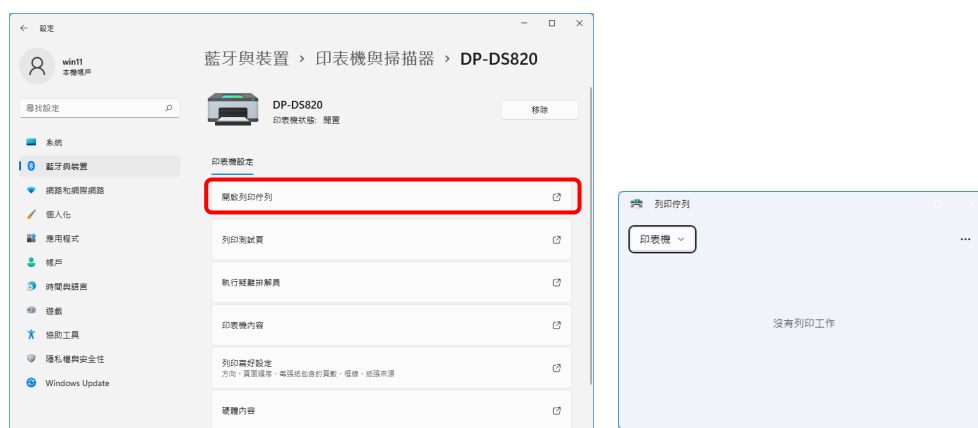 設定
win11
本機帳戶
尋找設定
系統
藍牙與裝置
網路和網際網路
個人化
應用程式
帳戶
時間與語言
遊戲
協助工具
隱私權與安全性
Windows Update
藍牙與裝置 › 印表機與掃描器 › DP-DS820
DP-DS820
印表機狀態: 閒置
移除
印表機設定
開啟列印佇列
列印測試頁
執行疑難排解員
印表機內容
列印喜好設定
方向、頁面順序、每張紙包含的頁數、框線、紙張來源
硬體內容
列印佇列
印表機
沒有列印工作